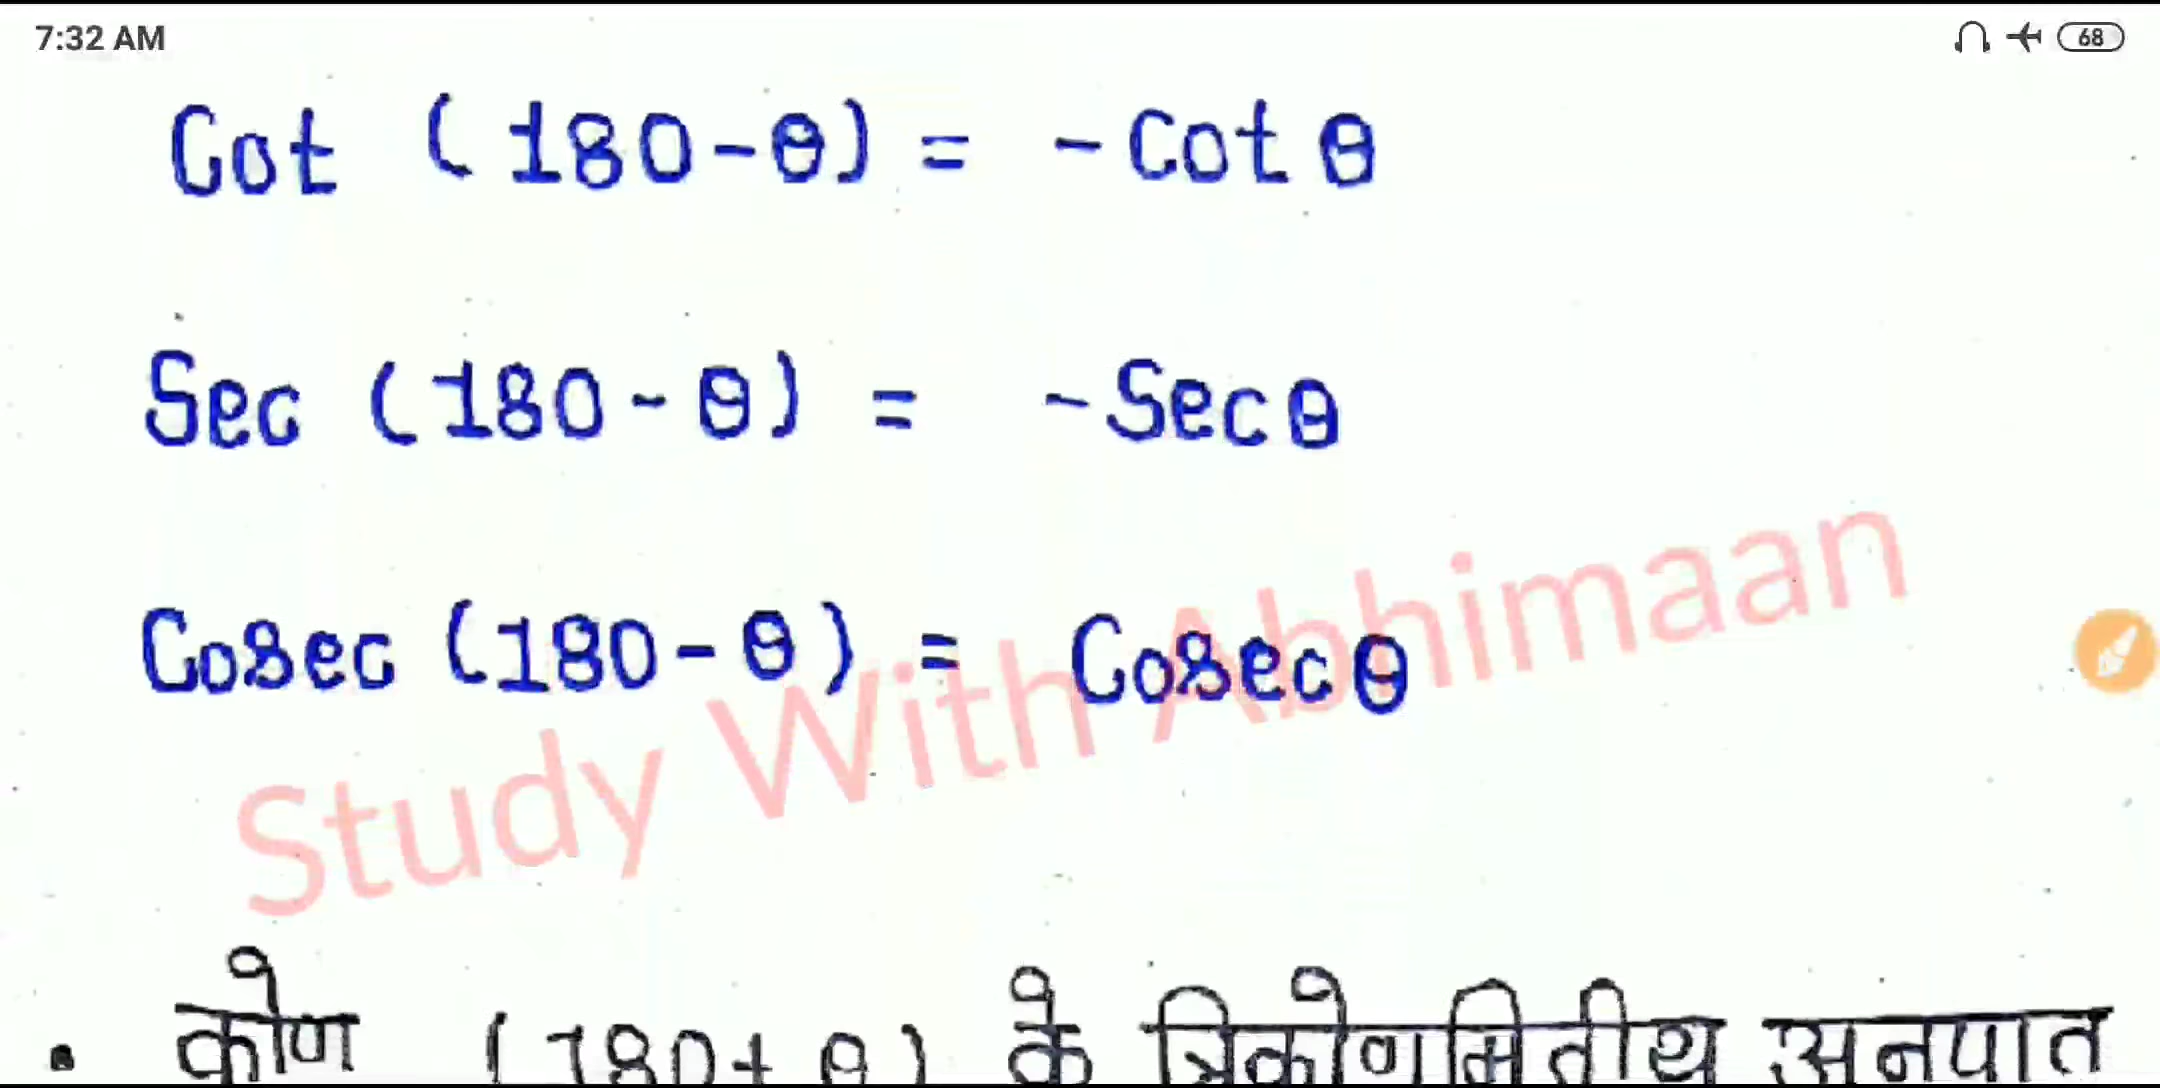 7:32 AM
68
Cot (180-θ) = -Cot θ
Sec (180-θ) = -Sec θ
Cosec (180-θ) = Cosec θ
Study With Abhimaan
• कोण (180+θ) के त्रिकोणमितीय अनुपात